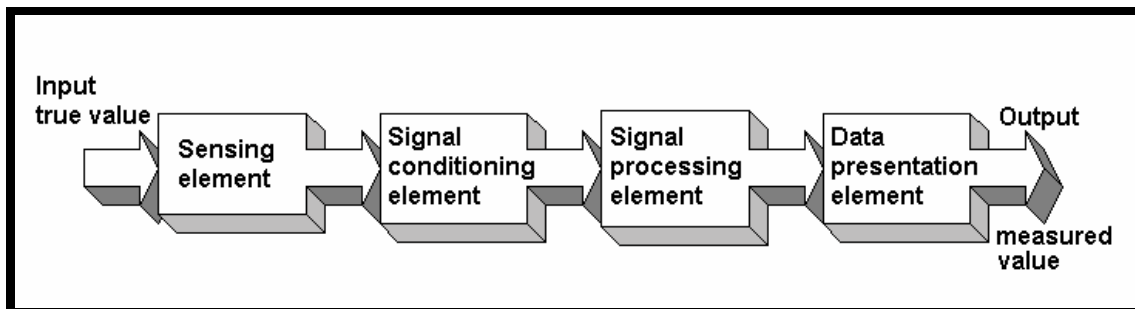 Input
true value
Sensing
element
Signal
conditioning
element
Signal
processing
element
Data
presentation
element
Output
measured
value